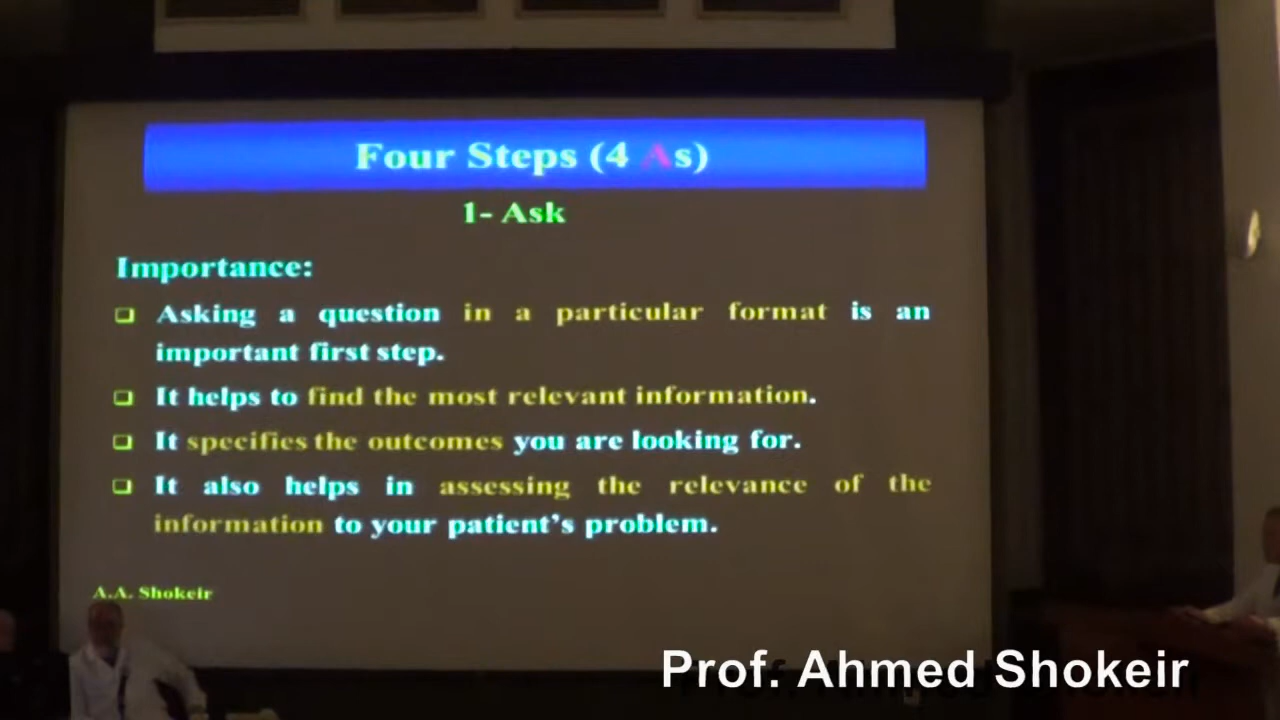 Four Steps (4 As)
1- Ask
Importance:
Asking a question in a particular format is an
important first step.
It helps to find the most relevant information.
It specifies the outcomes you are looking for.
It also helps in assessing the relevance of the
information to your patient's problem.
A.A. Shokeir
Prof. Ahmed Shokeir